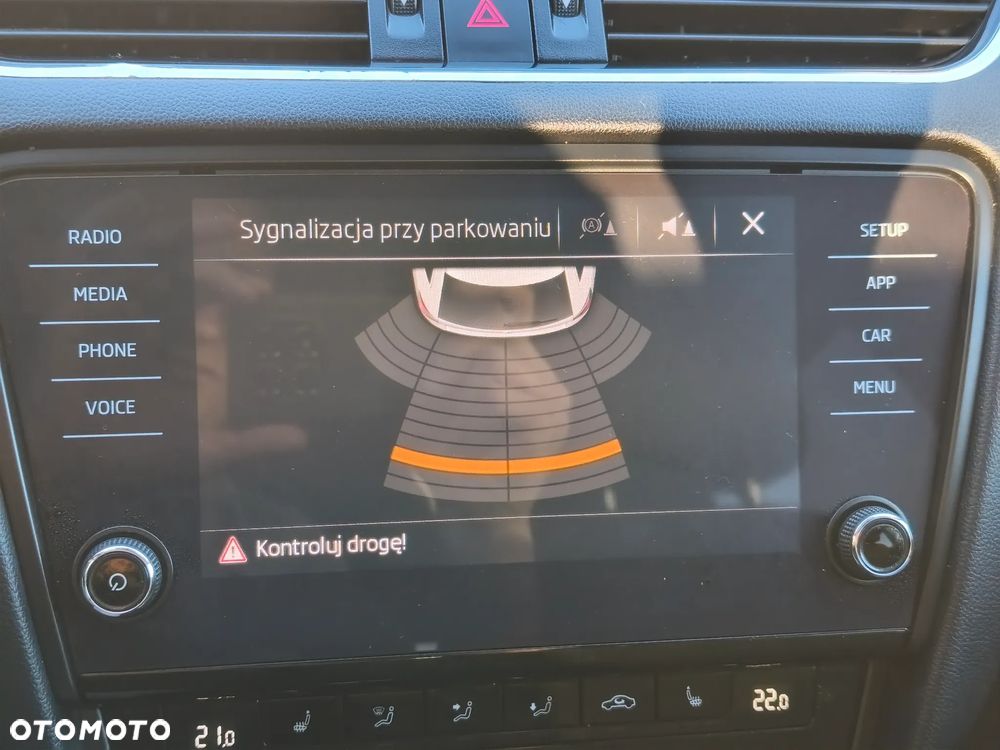 Sygnalizacja przy parkowaniu
RADIO
MEDIA
PHONE
VOICE
SETUP
APP
CAR
MENU
Kontroluj drogę!
21.0
22.0
OTOMOTO